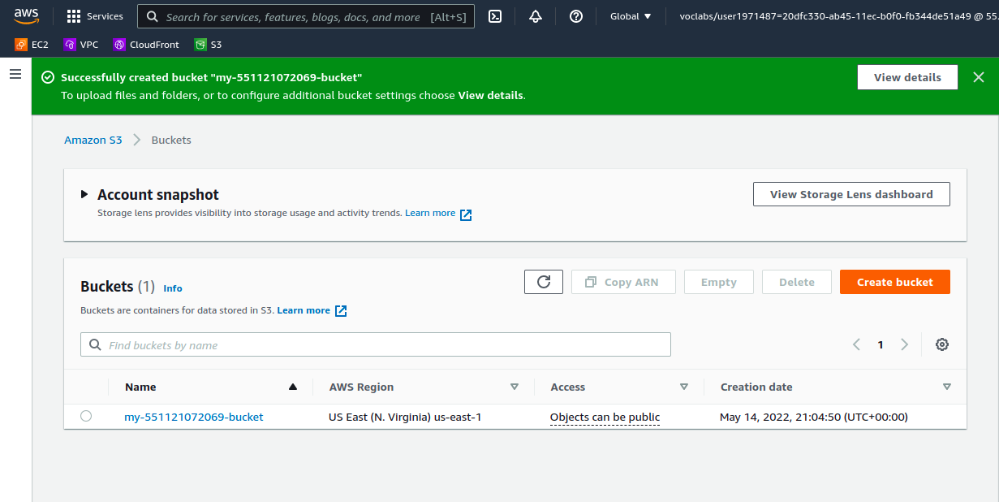 aws
Services
Search for services, features, blogs, docs, and more [Alt+S]
Global ▼
voclabs/user1971487=20dfc330-ab45-11ec-b0f0-fb344de51a49 @ 55.
EC2 VPC CloudFront S3
Successfully created bucket "my-551121072069-bucket"
To upload files and folders, or to configure additional bucket settings choose View details.
View details
Amazon S3 > Buckets
Account snapshot
Storage lens provides visibility into storage usage and activity trends. Learn more
View Storage Lens dashboard
Buckets (1) Info
Buckets are containers for data stored in S3. Learn more
Copy ARN Empty Delete Create bucket
Find buckets by name
1
Name AWS Region Access Creation date
my-551121072069-bucket US East (N. Virginia) us-east-1 Objects can be public May 14, 2022, 21:04:50 (UTC+00:00)